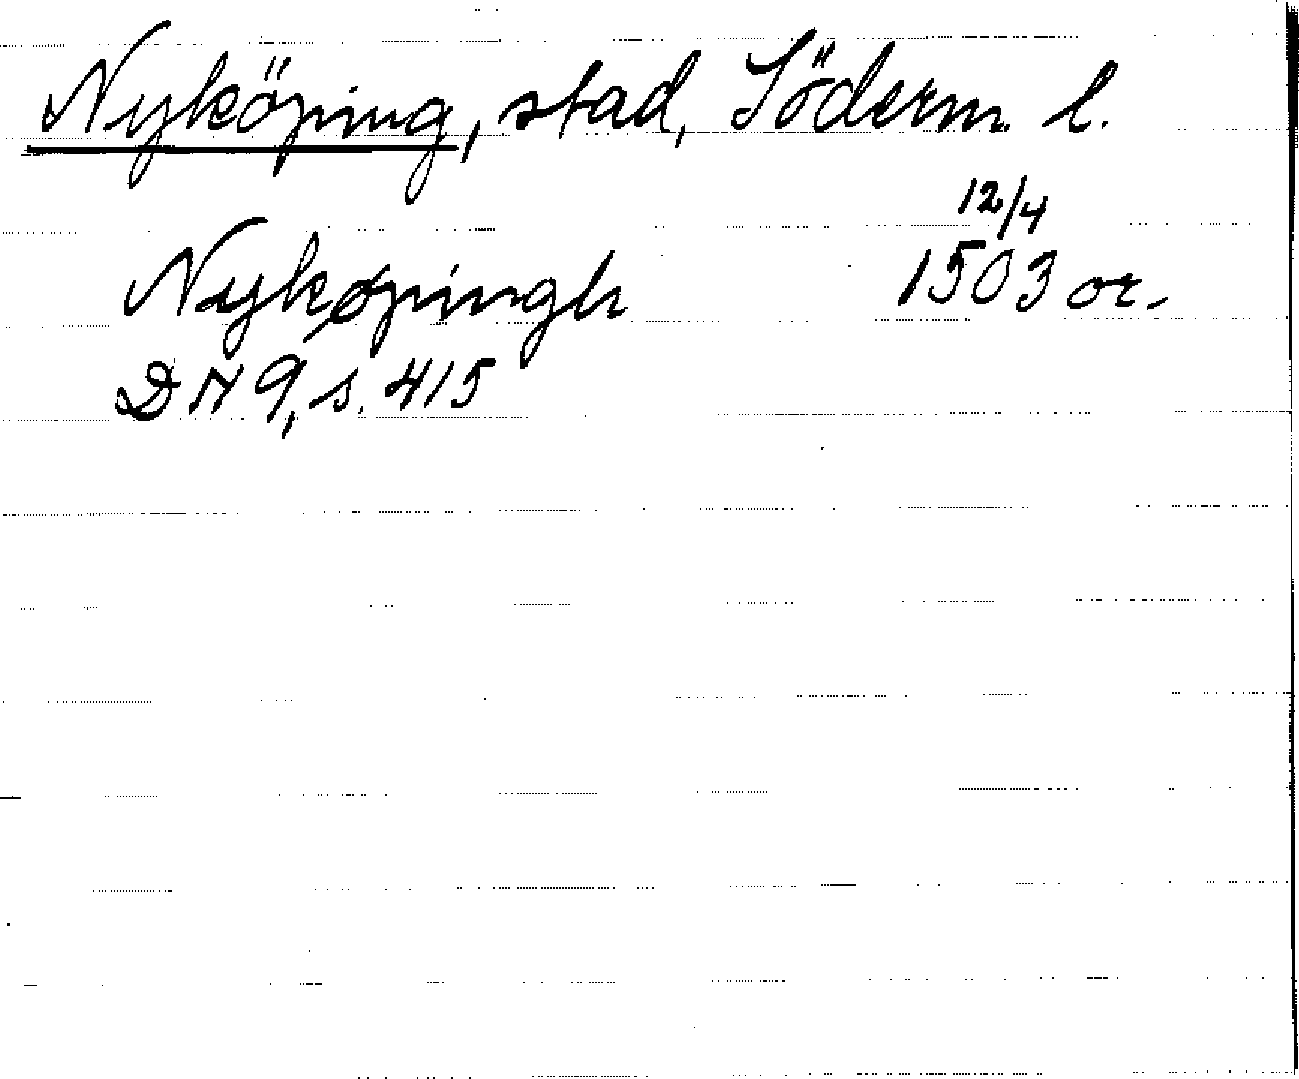 Nyköping, stad, Söderm. l.
12/4
Nykøpingh 1503 or.
DN 9, s. 415